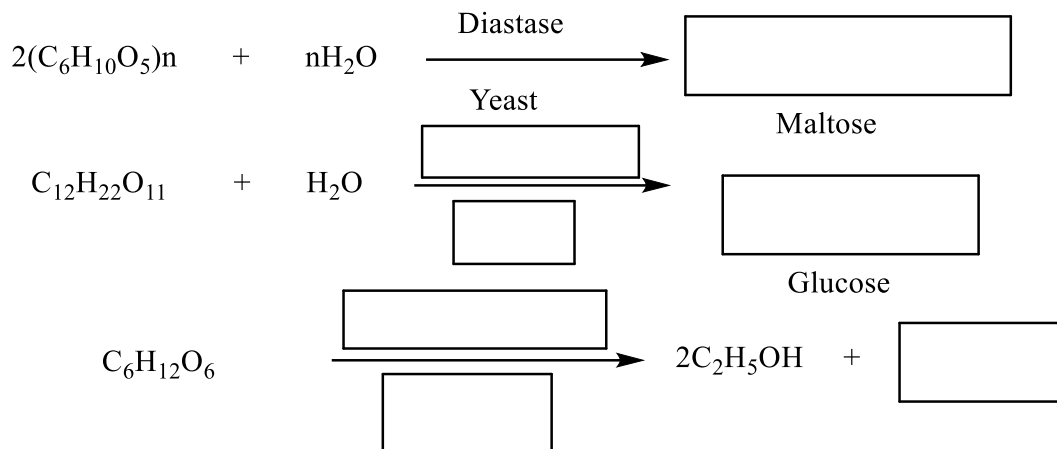 2(C₆H₁₀O₅)n + nH₂O Diastase
Maltose
Yeast
C₁₂H₂₂O₁₁ + H₂O
Glucose
C₆H₁₂O₆ 2C₂H₅OH +